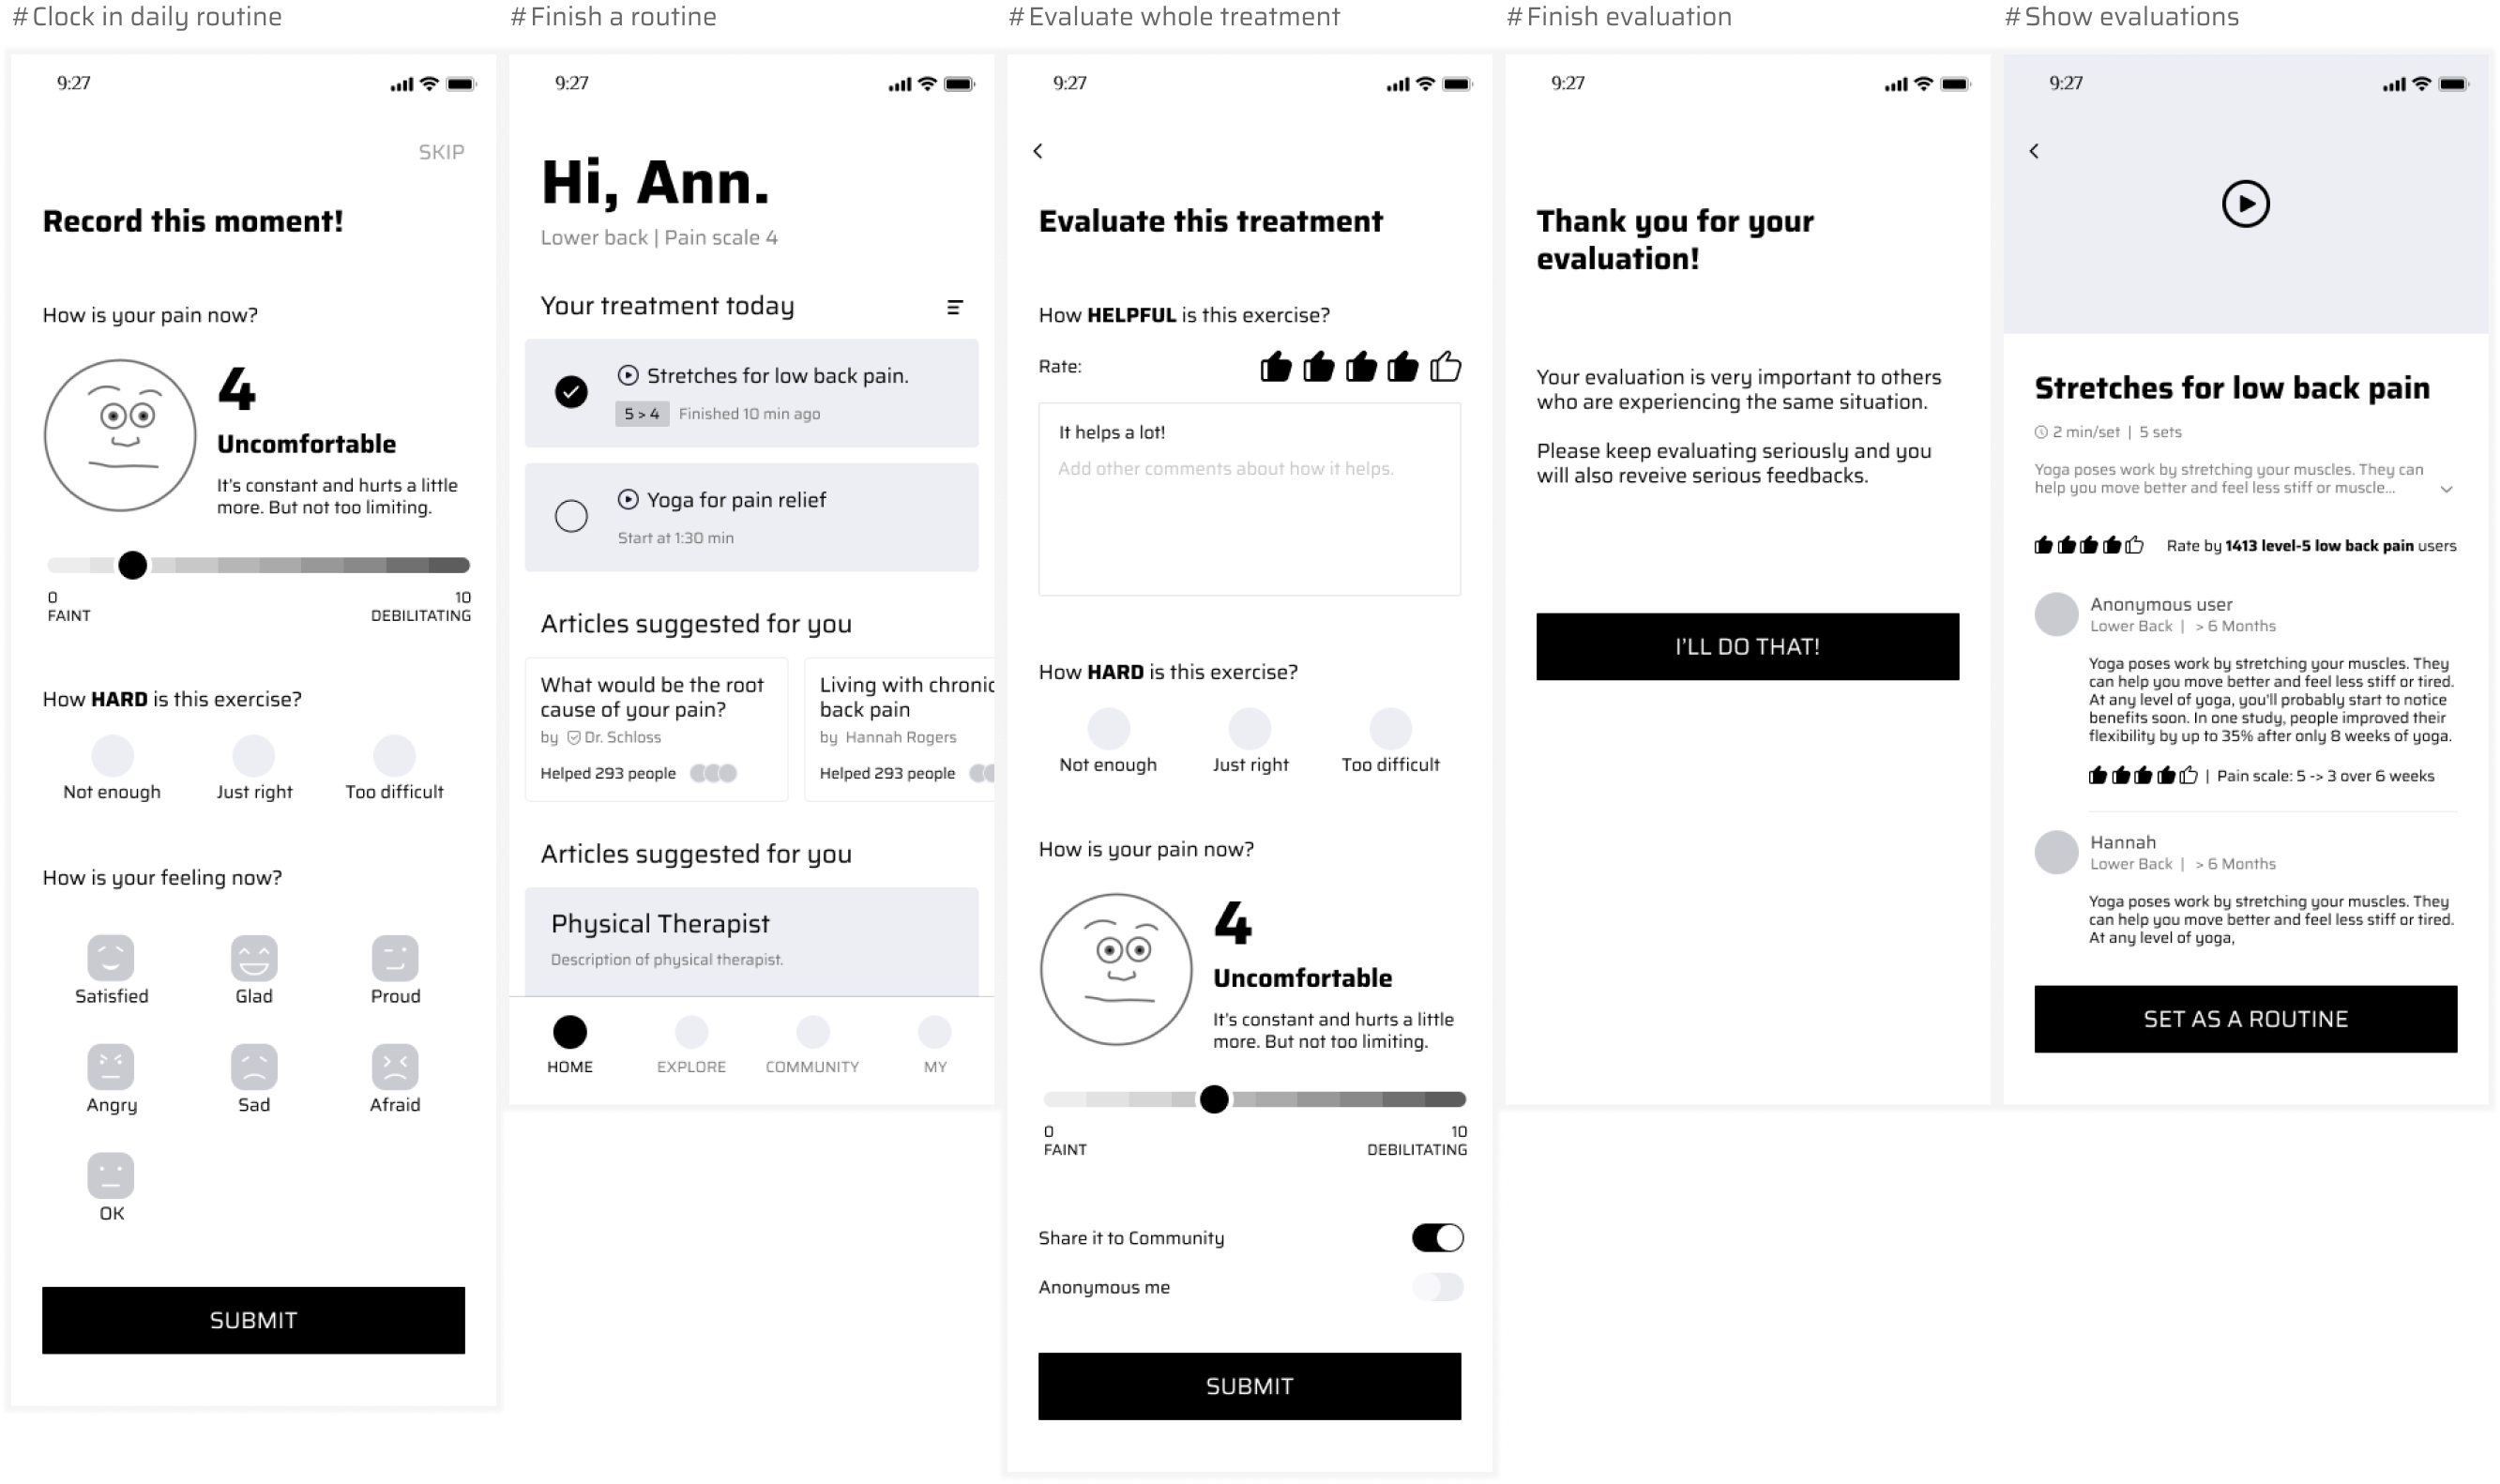 #Clock in daily routine
9:27
SKIP
Record this moment!
How is your pain now?
4
Uncomfortable
It's constant and hurts a little
more. But not too limiting.
0
10
FAINT
DEBILITATING
How HARD is this exercise?
Not enough
Just right
Too difficult
How is your feeling now?
Satisfied
Glad
Proud
Angry
Sad
Afraid
OK
SUBMIT
#Finish a routine
9:27
Hi, Ann.
Lower back | Pain scale 4
Your treatment today
Stretches for low back pain.
5 > 4
Finished 10 min ago
Yoga for pain relief
Start at 1:30 min
Articles suggested for you
What would be the root
cause of your pain?
by Dr. Schloss
Helped 293 people
Living with chronic
back pain
by Hannah Rogers
Helped 293 people
Articles suggested for you
Physical Therapist
Description of physical therapist.
HOME
EXPLORE
COMMUNITY
MY
#Evaluate whole treatment
9:27
Evaluate this treatment
How HELPFUL is this exercise?
Rate:
It helps a lot!
Add other comments about how it helps.
How HARD is this exercise?
Not enough
Just right
Too difficult
How is your pain now?
4
Uncomfortable
It's constant and hurts a little
more. But not too limiting.
0
10
FAINT
DEBILITATING
Share it to Community
Anonymous me
SUBMIT
#Finish evaluation
9:27
Thank you for your
evaluation!
Your evaluation is very important to others
who are experiencing the same situation.
Please keep evaluating seriously and you
will also reveive serious feedbacks.
I'LL DO THAT!
#Show evaluations
9:27
Stretches for low back pain
2 min/set | 5 sets
Yoga poses work by stretching your muscles. They can
help you move better and feel less stiff or muscle...
Rate by 1413 level-5 low back pain users
Anonymous user
Lower Back | > 6 Months
Yoga poses work by stretching your muscles. They
can help you move better and feel less stiff or tired.
At any level of yoga, you'll probably start to notice
benefits soon. In one study, people improved their
flexibility by up to 35% after only 8 weeks of yoga.
| Pain scale: 5 -> 3 over 6 weeks
Hannah
Lower Back | > 6 Months
Yoga poses work by stretching your muscles. They
can help you move better and feel less stiff or tired.
At any level of yoga,
SET AS A ROUTINE